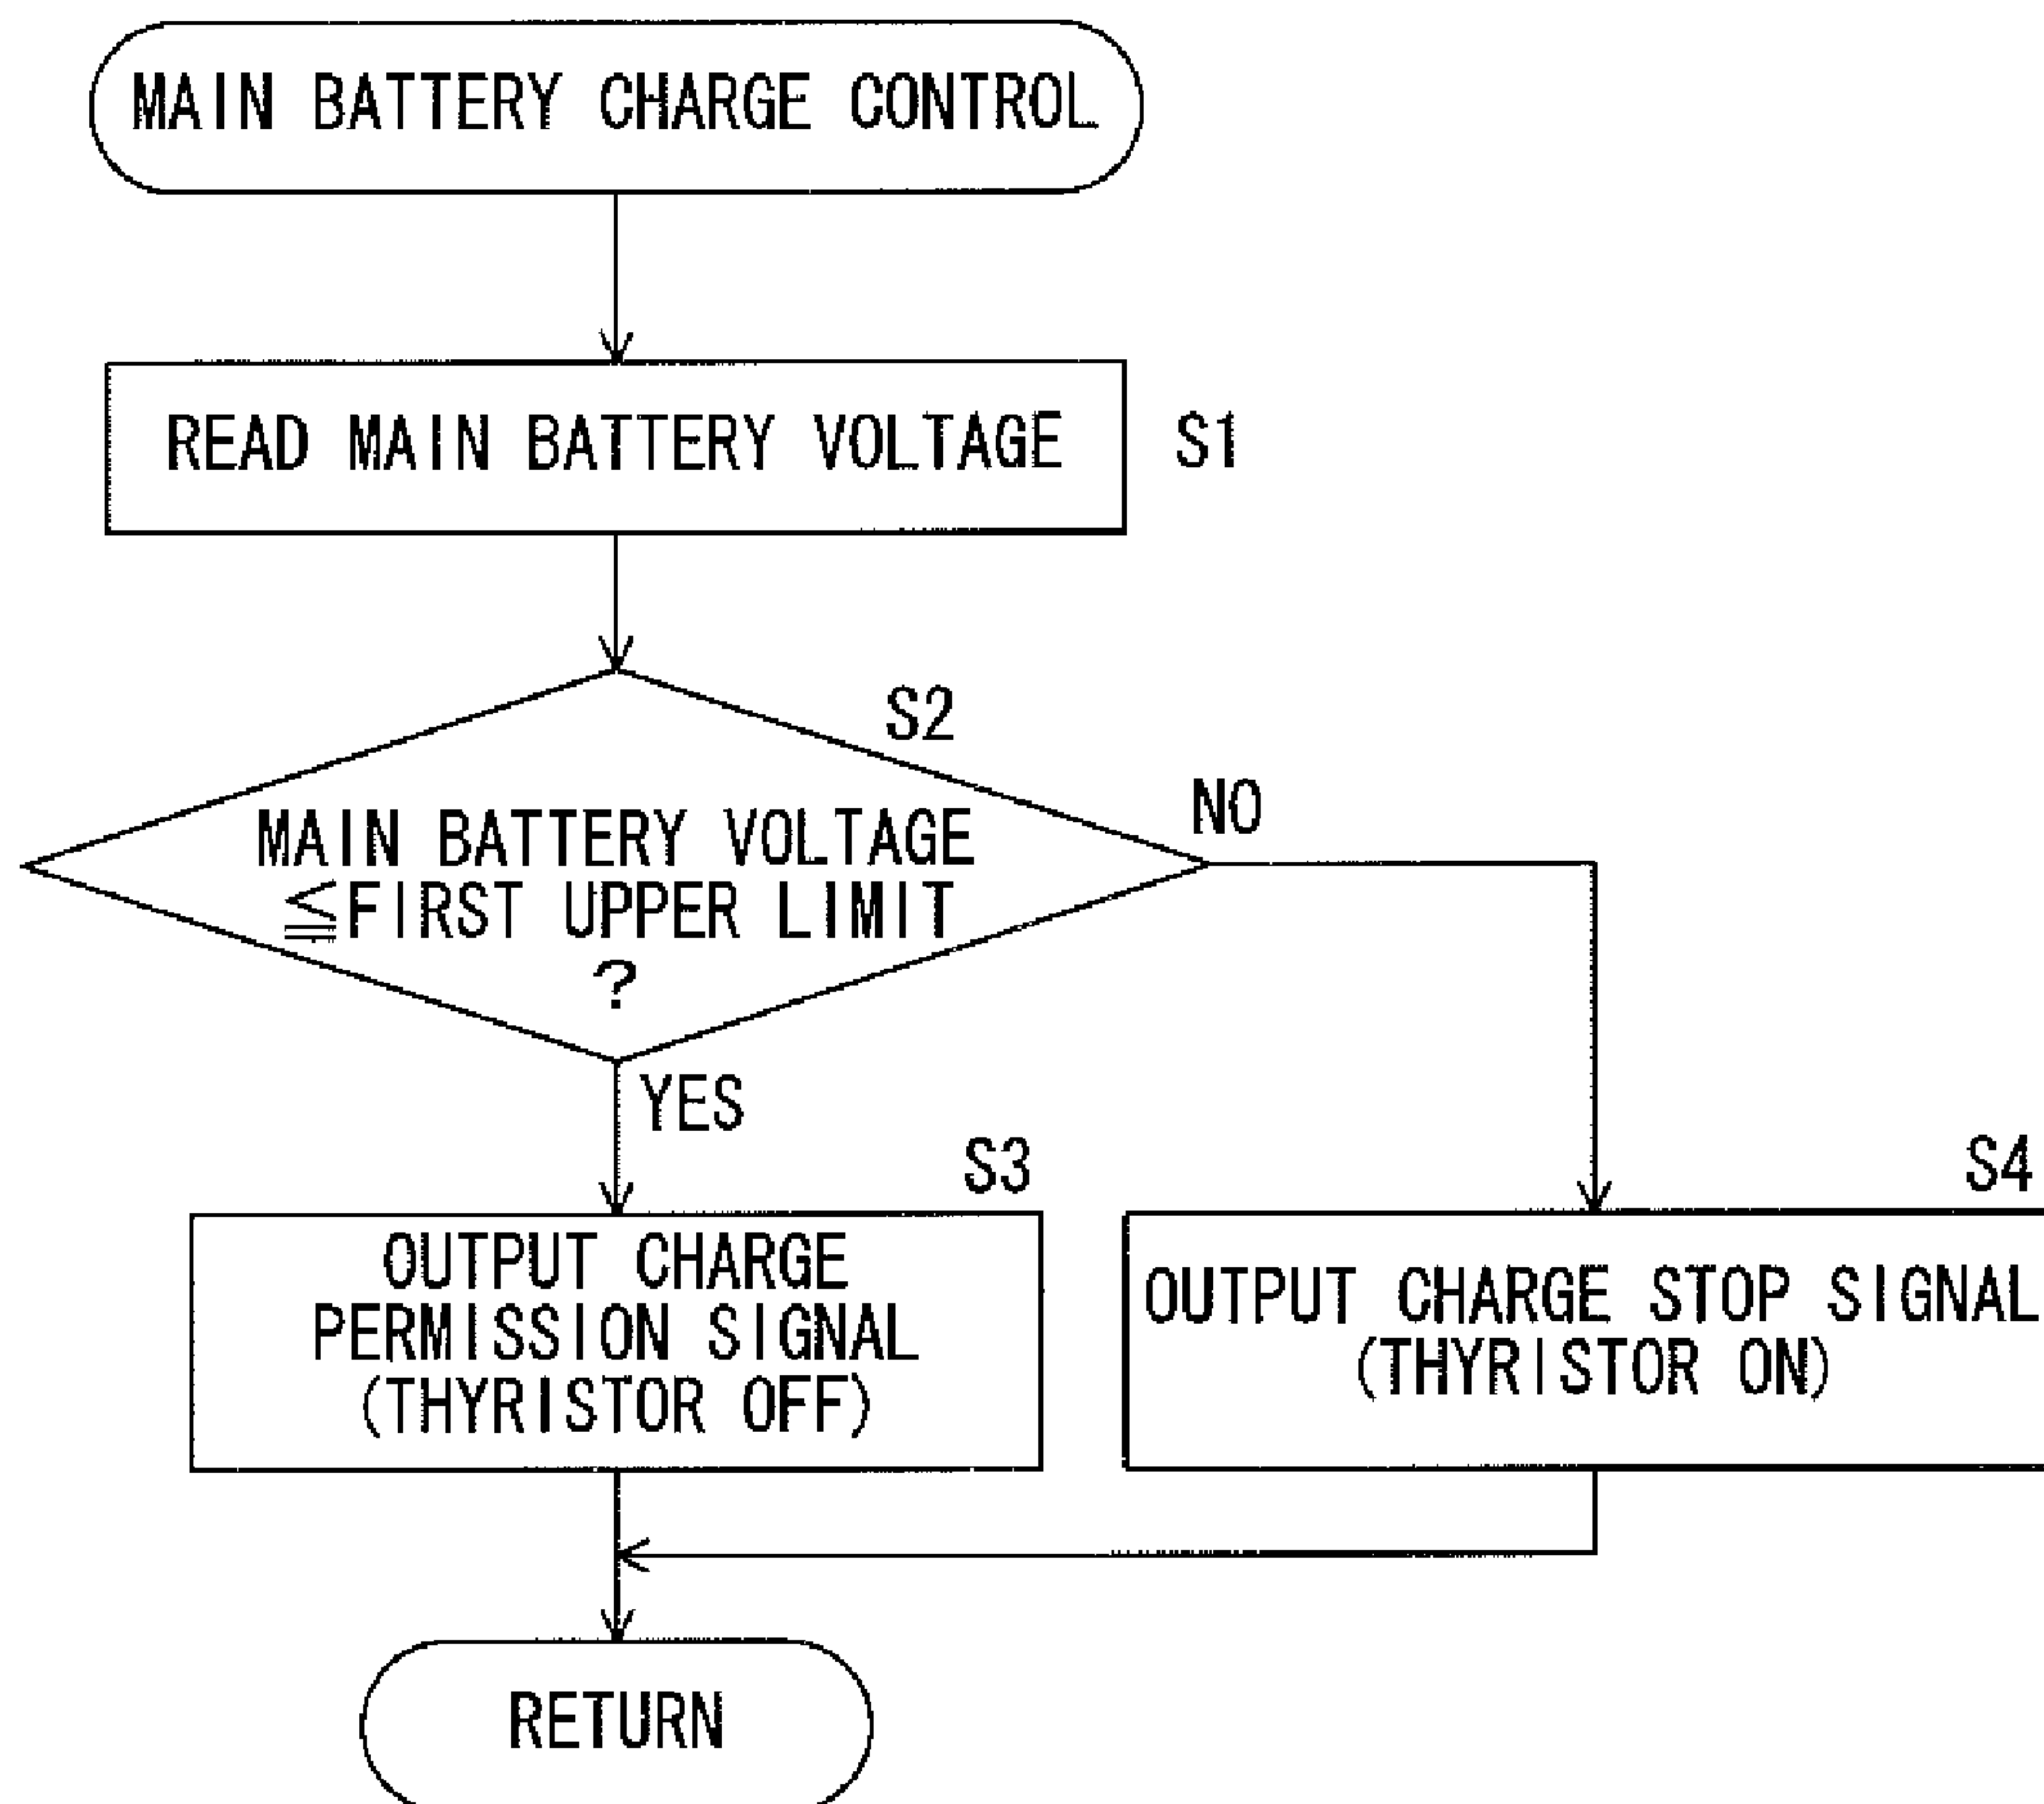 MAIN BATTERY CHARGE CONTROL
READ MAIN BATTERY VOLTAGE
S1
S2
MAIN BATTERY VOLTAGE
≦FIRST UPPER LIMIT
?
NO
YES
S3
OUTPUT CHARGE
PERMISSION SIGNAL
(THYRISTOR OFF)
S4
OUTPUT CHARGE STOP SIGNAL
(THYRISTOR ON)
RETURN